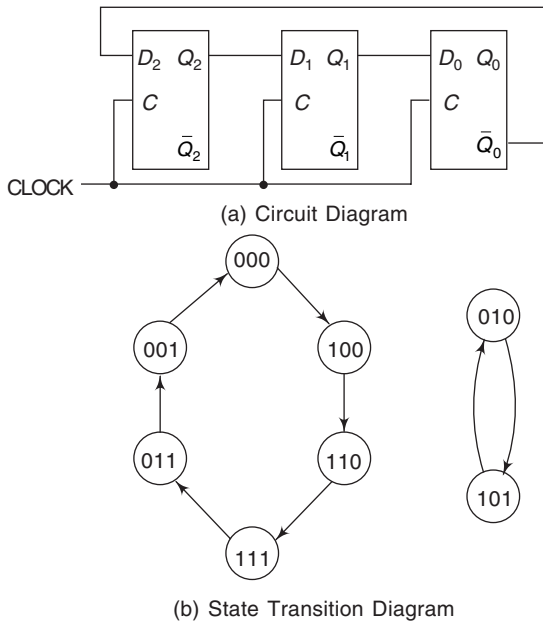 D₂ Q₂ D₁ Q₁ D₀ Q₀
C C C
Q̄₂ Q̄₁ Q̄₀
CLOCK
(a) Circuit Diagram
000
001 100 010
011 110
101
111
(b) State Transition Diagram